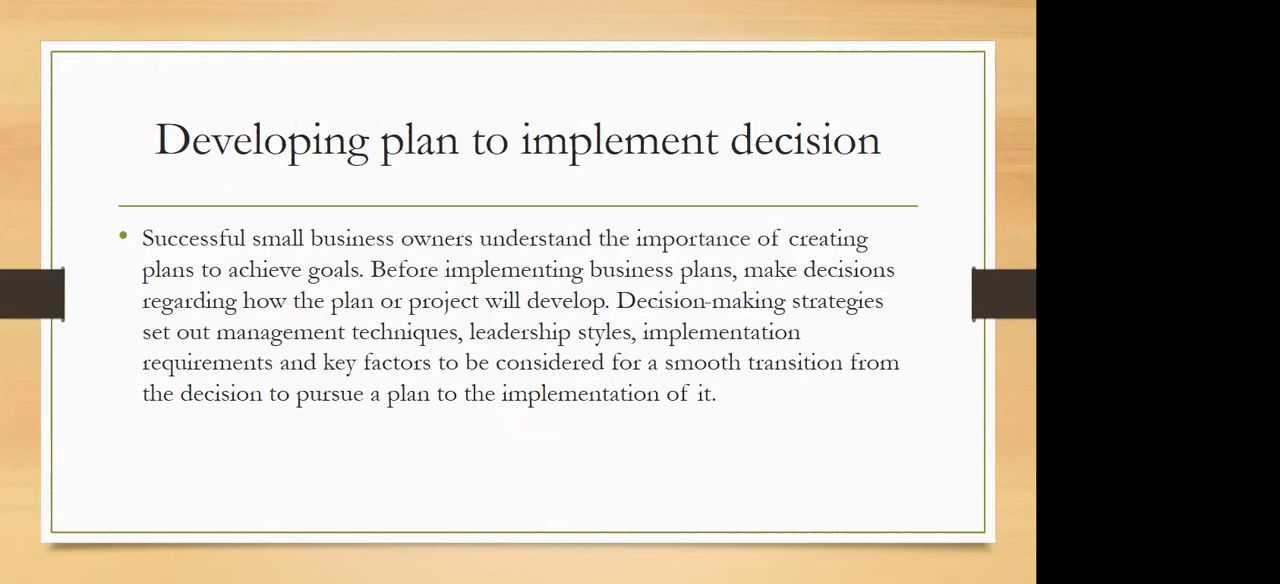 Developing plan to implement decision
• Successful small business owners understand the importance of creating
plans to achieve goals. Before implementing business plans, make decisions
regarding how the plan or project will develop. Decision-making strategies
set out management techniques, leadership styles, implementation
requirements and key factors to be considered for a smooth transition from
the decision to pursue a plan to the implementation of it.